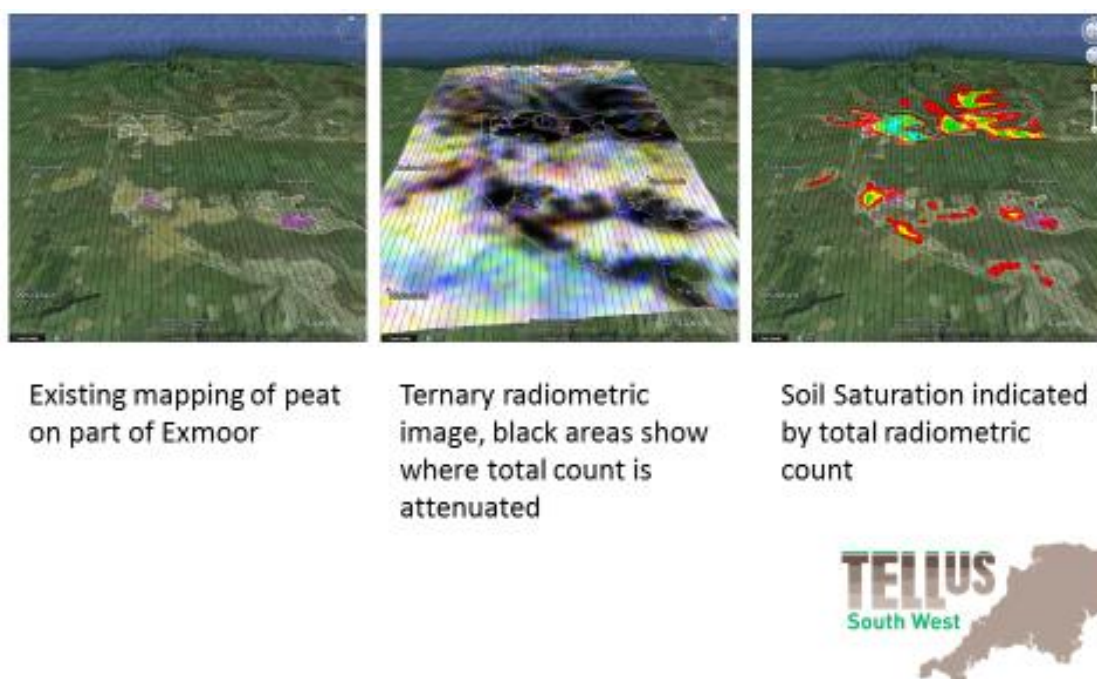 Existing mapping of peat
on part of Exmoor
Ternary radiometric
image, black areas show
where total count is
attenuated
Soil Saturation indicated
by total radiometric
count
TELLUS
South West